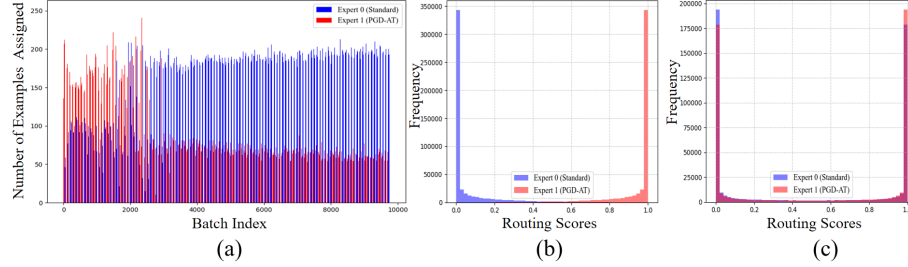 Number of Examples Assigned
250
200
150
100
50
0
Expert 0 (Standard)
Expert 1 (PGD-AT)
0
2000
4000
6000
8000
10000
Batch Index
(a)
Frequency
350000
300000
250000
200000
150000
100000
50000
0
Expert 0 (Standard)
Expert 1 (PGD-AT)
0.0
0.2
0.4
0.6
0.8
1.0
Routing Scores
(b)
Frequency
200000
175000
150000
125000
100000
75000
50000
25000
0
Expert 0 (Standard)
Expert 1 (PGD-AT)
0.0
0.2
0.4
0.6
0.8
1.0
Routing Scores
(c)